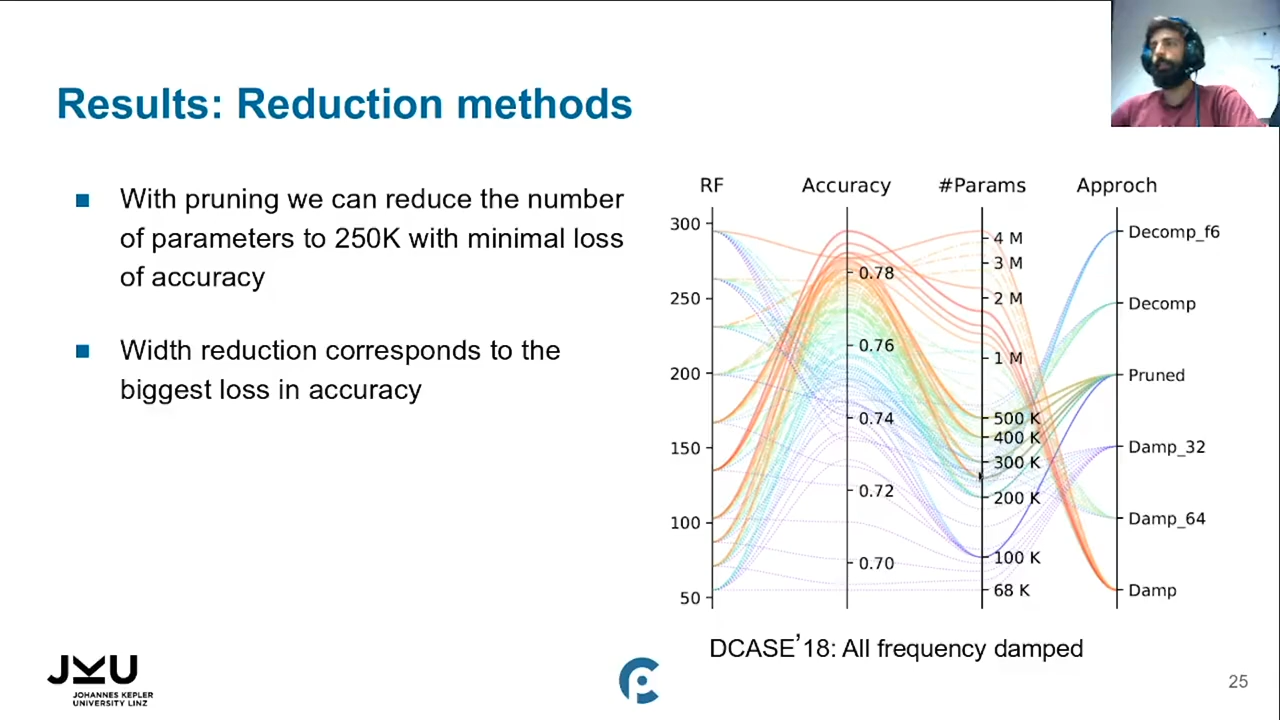 Results: Reduction methods
With pruning we can reduce the number
of parameters to 250K with minimal loss
of accuracy
Width reduction corresponds to the
biggest loss in accuracy
RF
Accuracy
#Params
Approch
300
250
200
150
100
50
0.78
0.76
0.74
0.72
0.70
4 M
3 M
2 M
1 M
500 K
400 K
300 K
200 K
100 K
68 K
Decomp_f6
Decomp
Pruned
Damp_32
Damp_64
Damp
DCASE’18: All frequency damped
JKU
JOHANNES KEPLER
UNIVERSITY LINZ
25